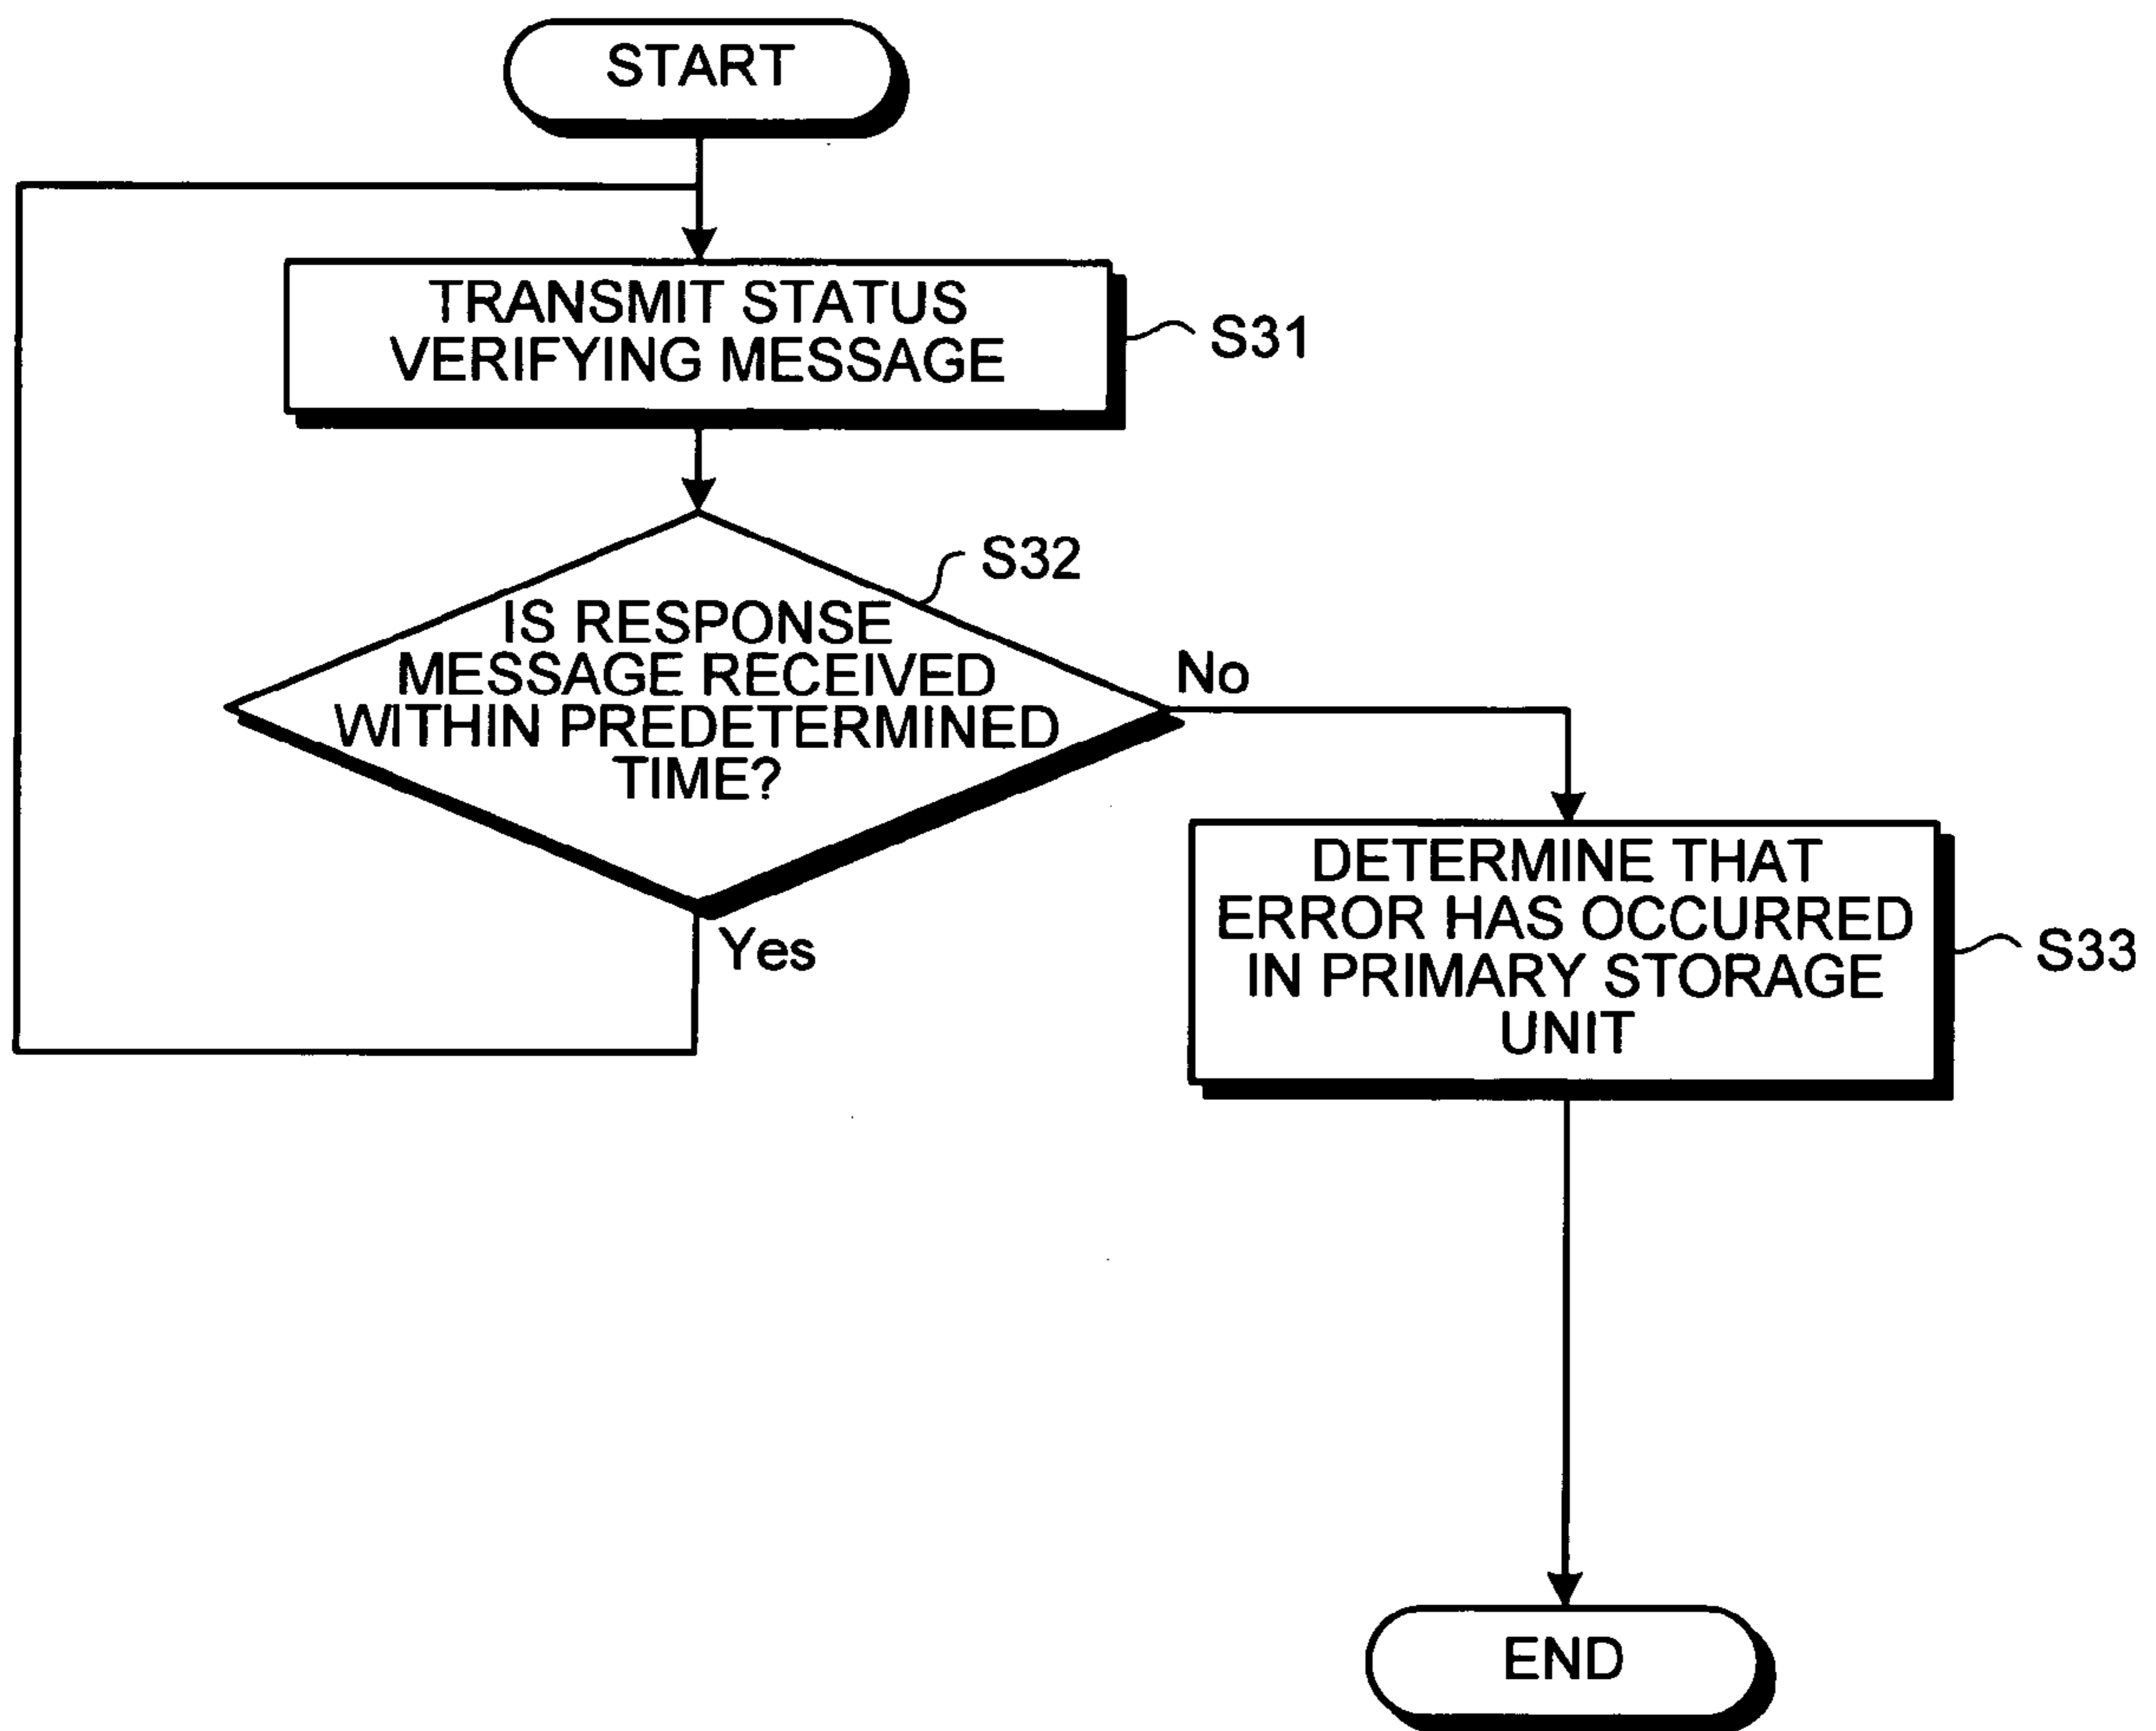 START
TRANSMIT STATUS
VERIFYING MESSAGE
S31
S32
IS RESPONSE
MESSAGE RECEIVED
WITHIN PREDETERMINED
TIME?
No
Yes
DETERMINE THAT
ERROR HAS OCCURRED
IN PRIMARY STORAGE
UNIT
S33
END